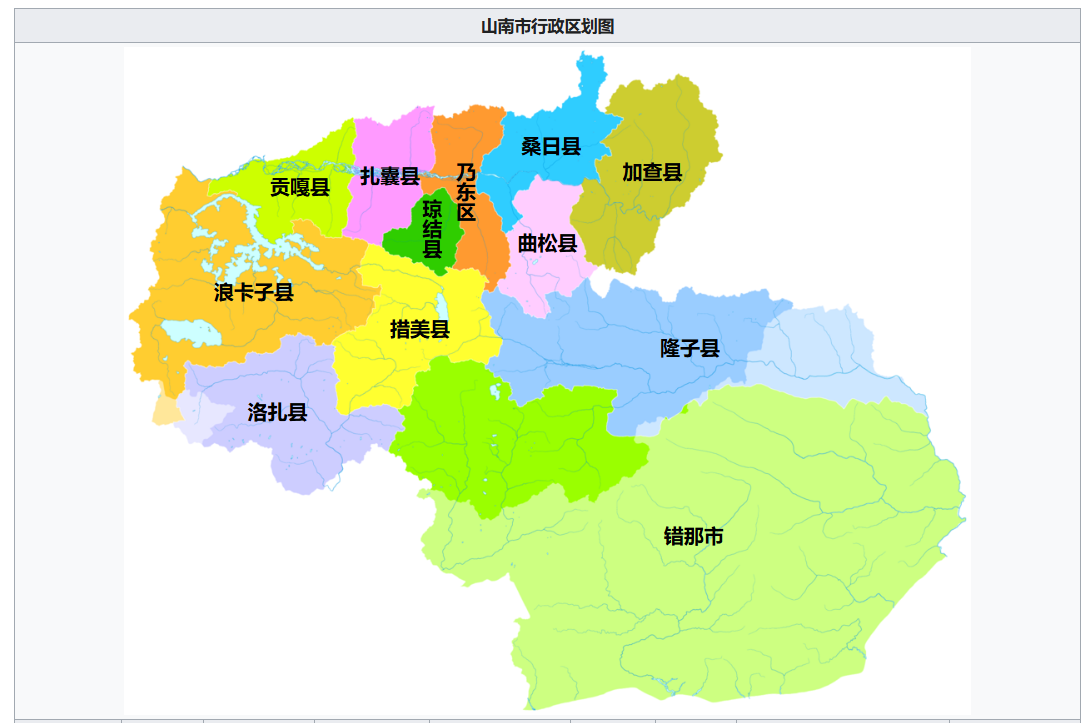 山南市行政区划图
桑日县
加查县
乃东区
扎囊县
贡嘎县
琼结县
曲松县
浪卡子县
措美县
隆子县
洛扎县
错那市